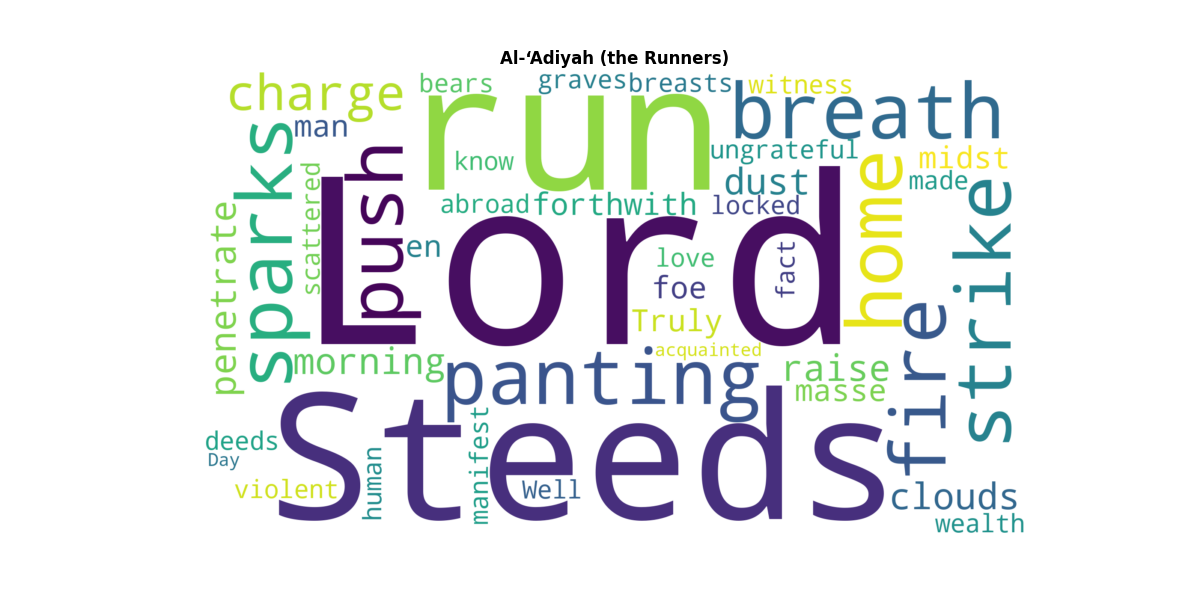 Al-‘Adiyah (the Runners)
charge
bears
graves
breasts
witness
run
breath
man
sparks
push
know
ungrateful
midst
dust
made
scattered
abroad
forthwith
locked
home
strike
penetrate
Lord
en
love
fact
foe
Truly
acquainted
morning
panting
raise
masse
fire
Steeds
deeds
Day
violent
human
manifest
Well
clouds
wealth